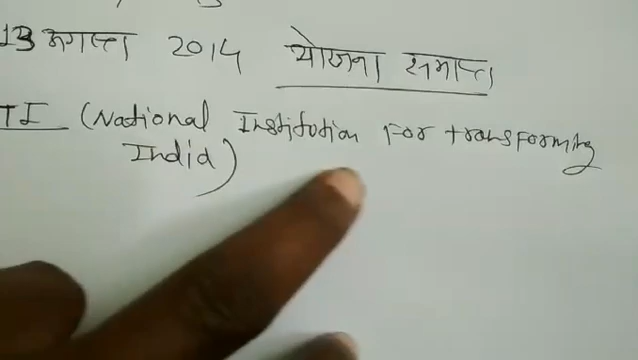 13 अगस्त 2014 योजना समाप्त
TI (National Institution For transforming
India)